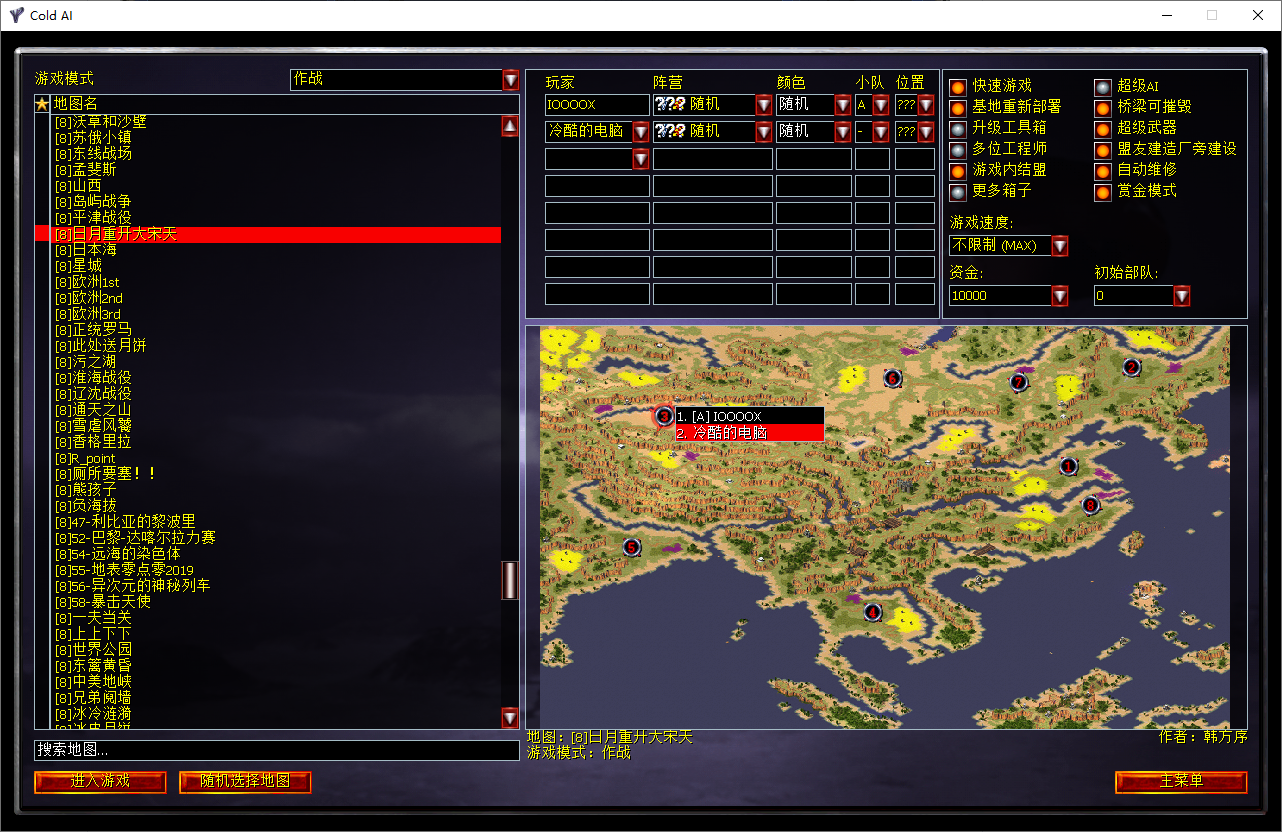 Cold AI
游戏模式
作战
地图名
[8]沃草和沙壁
[8]苏俄小镇
[8]东线战场
[8]孟斐斯
[8]山西
[8]岛屿战争
[8]平津战役
[8]日月重开大宋天
[8]日本海
[8]星城
[8]欧洲1st
[8]欧洲2nd
[8]欧洲3rd
[8]正统罗马
[8]此处送月饼
[8]污之湖
[8]淮海战役
[8]辽沈战役
[8]通天之山
[8]雪虐风饕
[8]香格里拉
[8]R_point
[8]厕所要塞！！
[8]熊孩子
[8]负海拔
[8]47-利比亚的黎波里
[8]52-巴黎-达喀尔拉力赛
[8]54-远海的染色体
[8]55-地表零点零2019
[8]56-异次元的神秘列车
[8]58-暴击天使
[8]一夫当关
[8]上上下下
[8]世界公园
[8]东篱黄昏
[8]中美地峡
[8]兄弟阋墙
[8]冰冷涟漪
搜索地图...
进入游戏
随机选择地图
玩家 阵营 颜色 小队 位置
IOOOOX ??? 随机 随机 A ???
冷酷的电脑 ??? 随机 随机 - ???
快速游戏 超级AI
基地重新部署 桥梁可摧毁
升级工具箱 超级武器
多位工程师 盟友建造厂旁建设
游戏内结盟 自动维修
更多箱子 赏金模式
游戏速度:
不限制 (MAX)
资金: 初始部队:
10000 0
6
7
2
3
1. [A] IOOOOX
2. 冷酷的电脑
1
8
5
4
地图：[8]日月重开大宋天 作者：韩方序
游戏模式：作战
主菜单